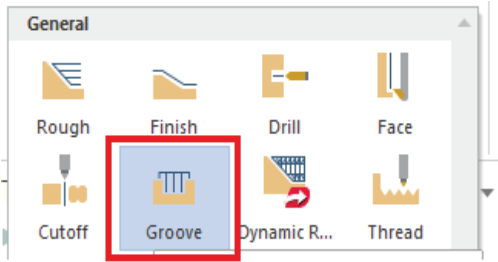 General
Rough Finish Drill Face
Cutoff Groove Dynamic R... Thread